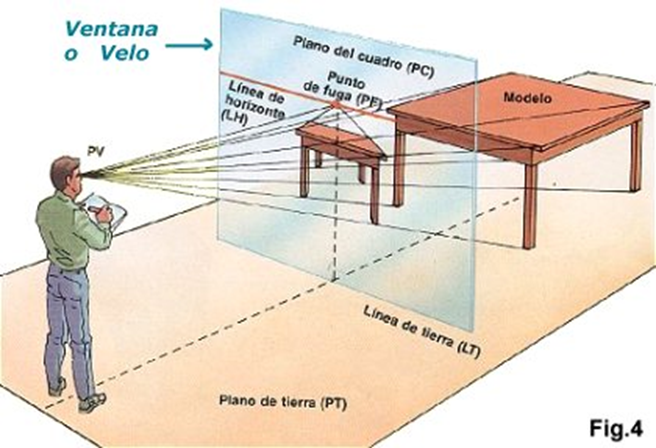 Ventana
o Velo
Plano del cuadro (PC)
Punto
de fuga (PF)
Línea de
horizonte
(LH)
Modelo
PV
Línea de tierra (LT)
Plano de tierra (PT)
Fig.4